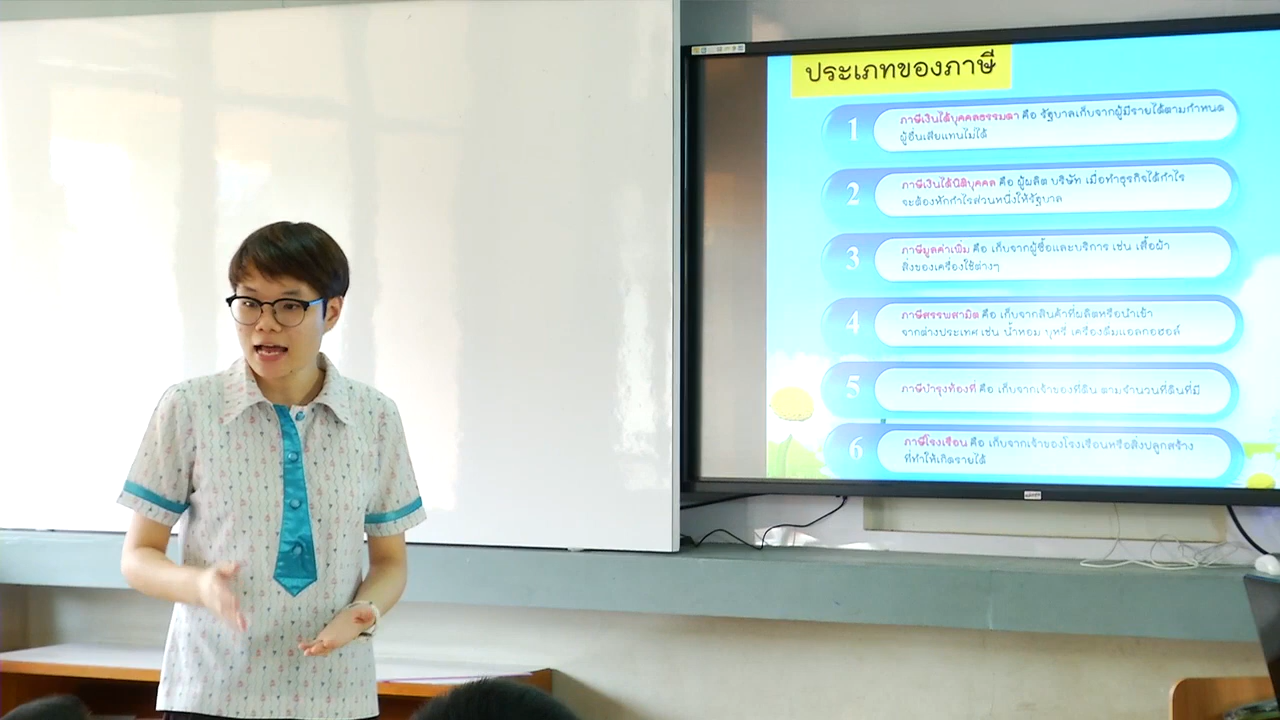 ประเภทของภาษี
1
ภาษีเงินได้บุคคลธรรมดา คือ รัฐบาลเก็บจากผู้มีรายได้ตามกำหนด
ผู้อื่นเสียแทนไม่ได้
2
ภาษีเงินได้นิติบุคคล คือ ผู้ผลิต บริษัท เมื่อทำธุรกิจได้กำไร
จะต้องหักกำไรส่วนหนึ่งให้รัฐบาล
3
ภาษีมูลค่าเพิ่ม คือ เก็บจากผู้ซื้อและบริการ เช่น เสื้อผ้า
สิ่งของเครื่องใช้ต่างๆ
4
ภาษีสรรพสามิต คือ เก็บจากสินค้าที่ผลิตหรือนำเข้า
จากต่างประเทศ เช่น น้ำหอม บุหรี่ เครื่องดื่มแอลกอฮอล์
5
ภาษีบำรุงท้องที่ คือ เก็บจากเจ้าของที่ดิน ตามจำนวนที่ดินที่มี
6
ภาษีโรงเรือน คือ เก็บจากเจ้าของโรงเรือนหรือสิ่งปลูกสร้าง
ที่ทำให้เกิดรายได้